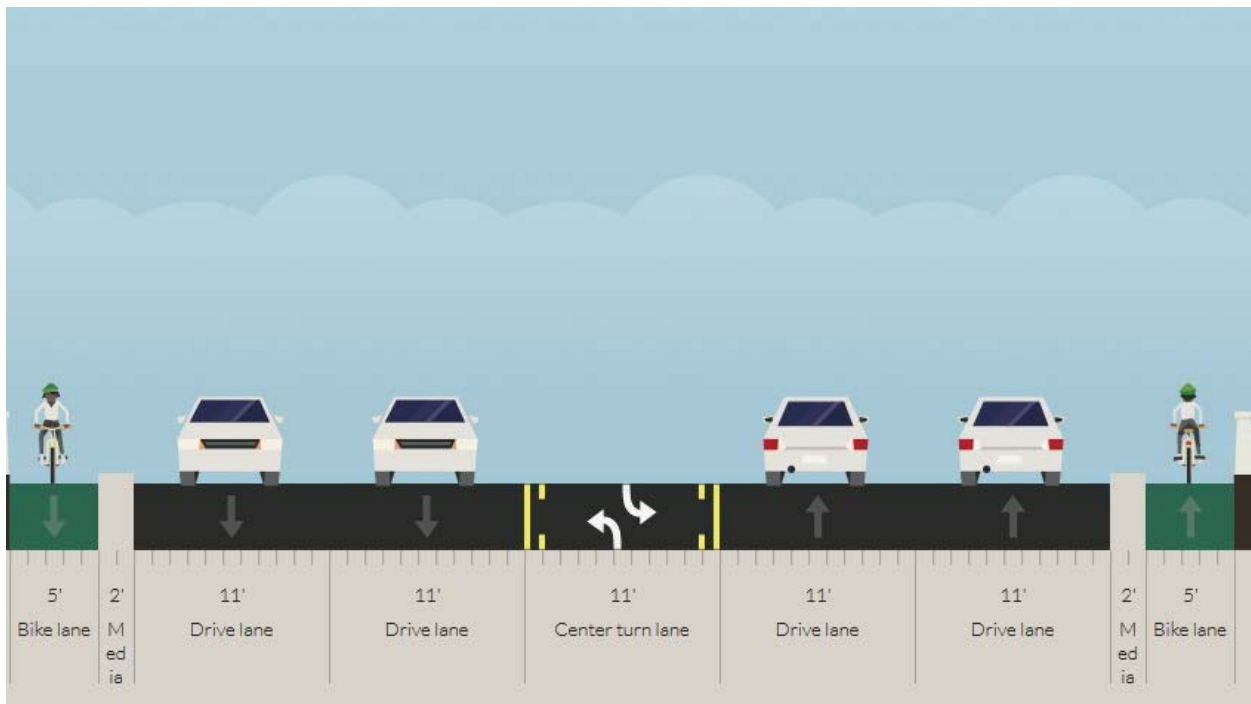 5' 2' 11' 11' 11' 11' 11' 2' 5'
Bike lane M Drive lane Drive lane Center turn lane Drive lane Drive lane M Bike lane
ed ed
ia ia